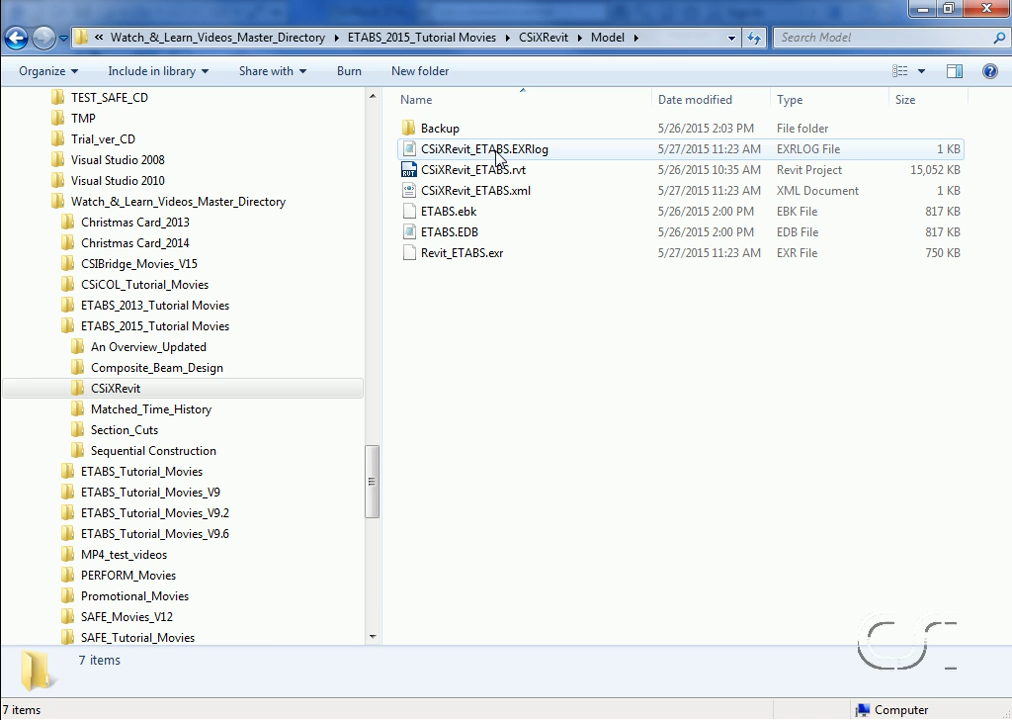 « Watch_&_Learn_Videos_Master_Directory ▸ ETABS_2015_Tutorial Movies ▸ CSiXRevit ▸ Model ▸
Search Model
Organize ▾ Include in library ▾ Share with ▾ Burn New folder
Name Date modified Type Size
TEST_SAFE_CD
TMP
Trial_ver_CD
Visual Studio 2008
Visual Studio 2010
Watch_&_Learn_Videos_Master_Directory
Christmas Card_2013
Christmas Card_2014
CSIBridge_Movies_V15
CSiCOL_Tutorial_Movies
ETABS_2013_Tutorial Movies
ETABS_2015_Tutorial Movies
An Overview_Updated
Composite_Beam_Design
CSiXRevit
Matched_Time_History
Section_Cuts
Sequential Construction
ETABS_Tutorial_Movies
ETABS_Tutorial_Movies_V9
ETABS_Tutorial_Movies_V9.2
ETABS_Tutorial_Movies_V9.6
MP4_test_videos
PERFORM_Movies
Promotional_Movies
SAFE_Movies_V12
SAFE_Tutorial_Movies
Backup 5/26/2015 2:03 PM File folder
CSiXRevit_ETABS.EXRlog 5/27/2015 11:23 AM EXRLOG File 1 KB
CSiXRevit_ETABS.rvt 5/26/2015 10:35 AM Revit Project 15,052 KB
CSiXRevit_ETABS.xml 5/27/2015 11:23 AM XML Document 1 KB
ETABS.ebk 5/26/2015 2:00 PM EBK File 817 KB
ETABS.EDB 5/26/2015 2:00 PM EDB File 817 KB
Revit_ETABS.exr 5/27/2015 11:23 AM EXR File 750 KB
CSi
7 items
7 items
Computer